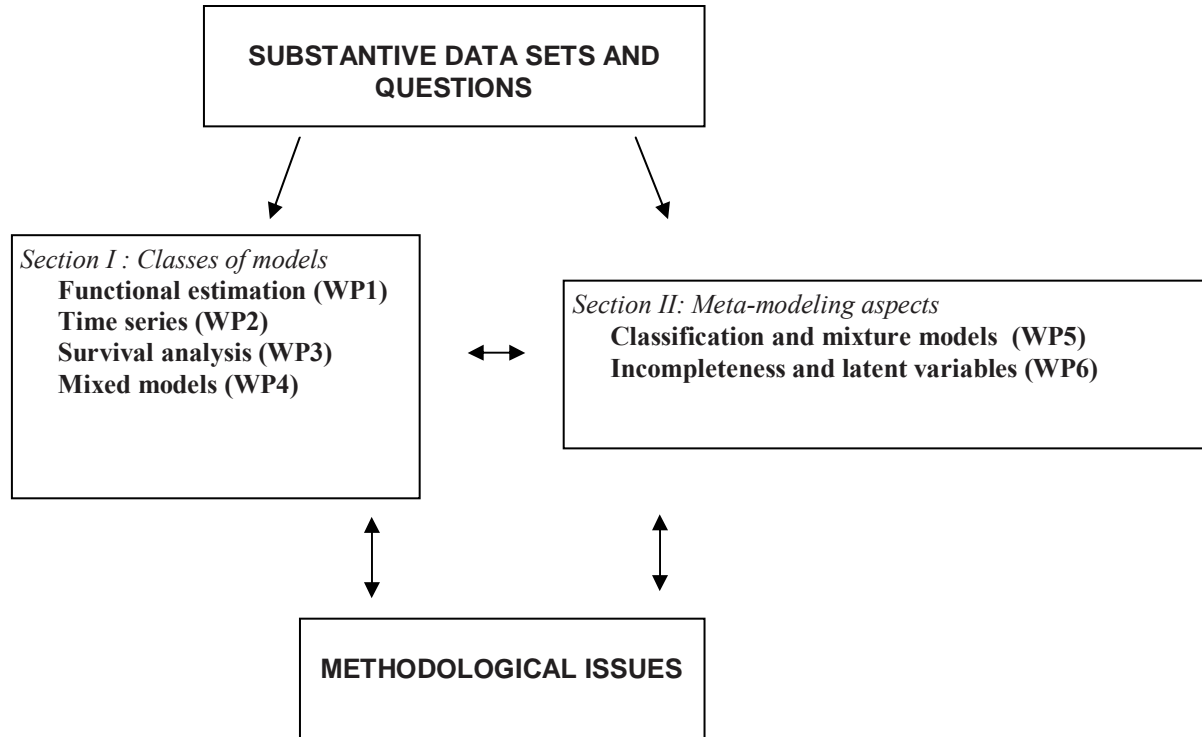 SUBSTANTIVE DATA SETS AND
QUESTIONS
Section I : Classes of models
Functional estimation (WP1)
Time series (WP2)
Survival analysis (WP3)
Mixed models (WP4)
Section II: Meta-modeling aspects
Classification and mixture models (WP5)
Incompleteness and latent variables (WP6)
METHODOLOGICAL ISSUES